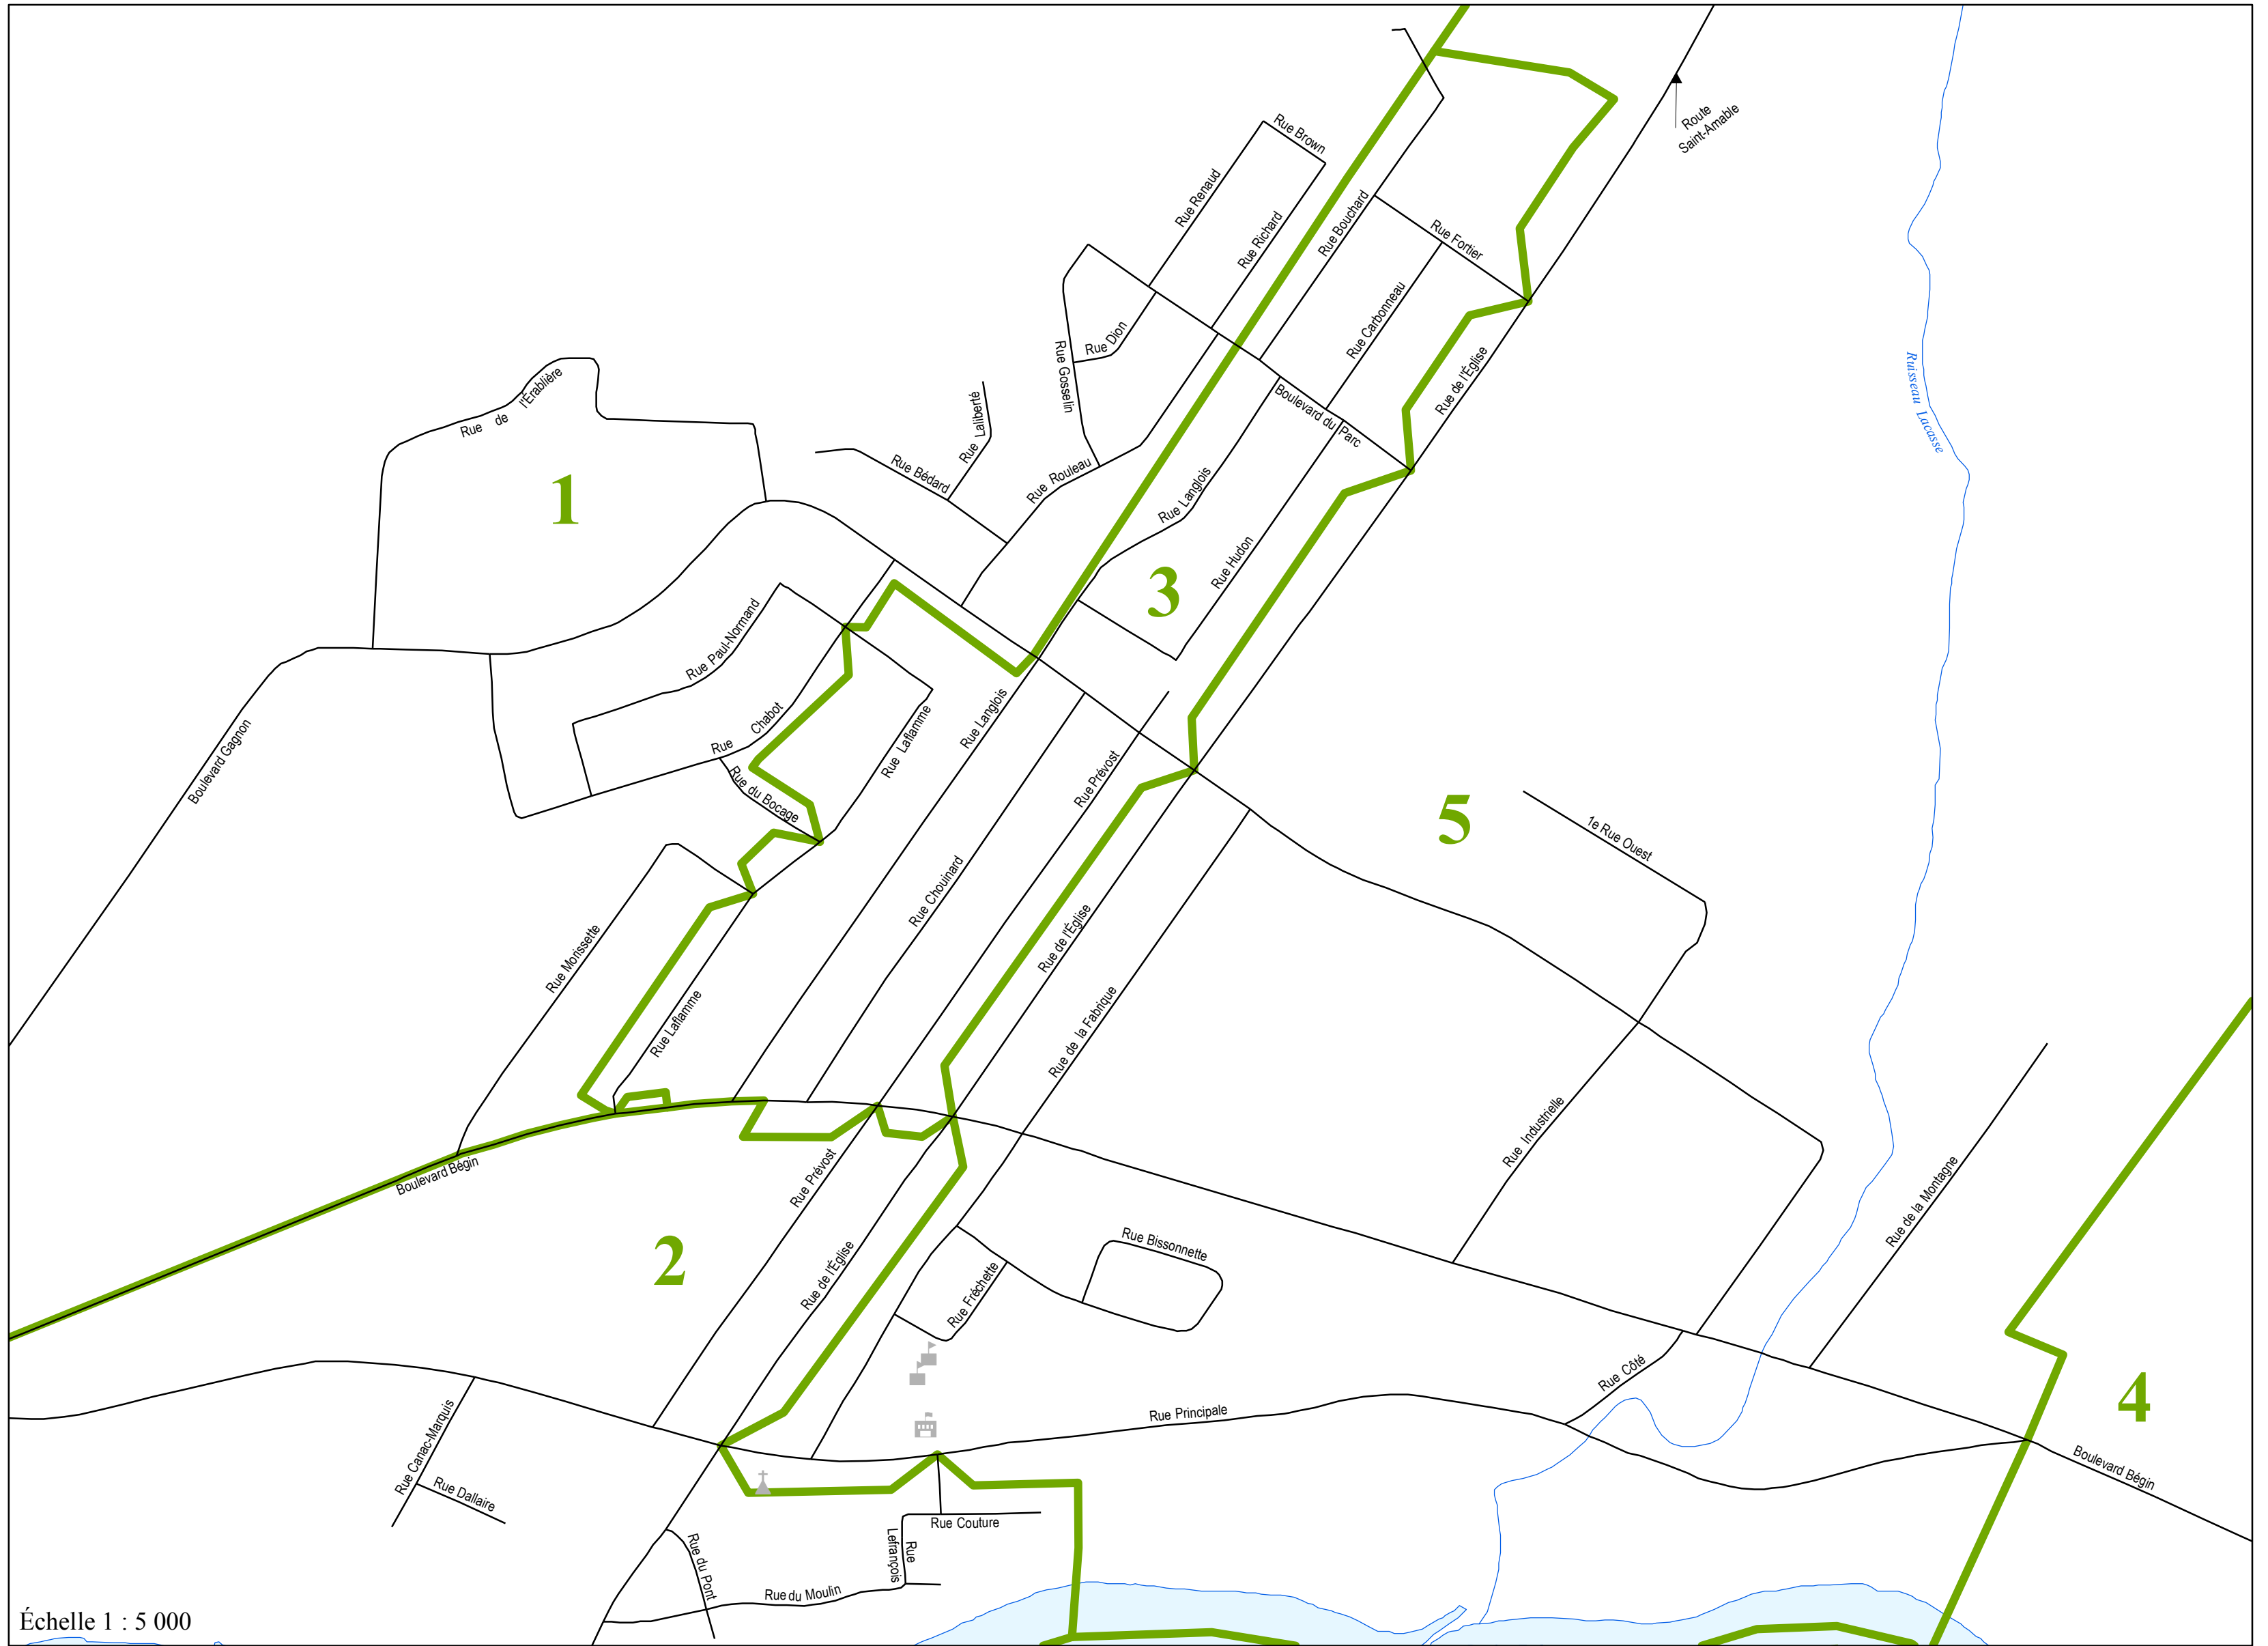 Route
Saint-Amable
Rue Brown
Rue Renaud
Rue Richard
Rue Bouchard
Rue Fortier
Rue Carbonneau
Rue Dion
Rue Gosselin
Rue de l'Église
Ruisseau Lacasse
Rue de l'Érablière
Rue Laliberté
Boulevard du Parc
Rue Bédard
Rue Rouleau
1
Rue Langlois
3
Rue Hudon
Rue Paul-Normand
Boulevard Gagnon
Rue Chabot
Rue Laflamme
Rue Langlois
Rue du Bocage
Rue Prévost
5
1e Rue Ouest
Rue Chouinard
Rue Morissette
Rue de l'Église
Rue Laflamme
Rue de la Fabrique
Rue Industrielle
Boulevard Bégin
Rue Prévost
Rue de la Montagne
2
Rue de l'Église
Rue Bissonnette
Rue Fréchette
Rue Côté
4
Rue Principale
Rue Canac-Marquis
Rue Dallaire
Boulevard Bégin
Rue Couture
Rue
Lefrançois
Rue du Pont
Rue du Moulin
Échelle 1 : 5 000